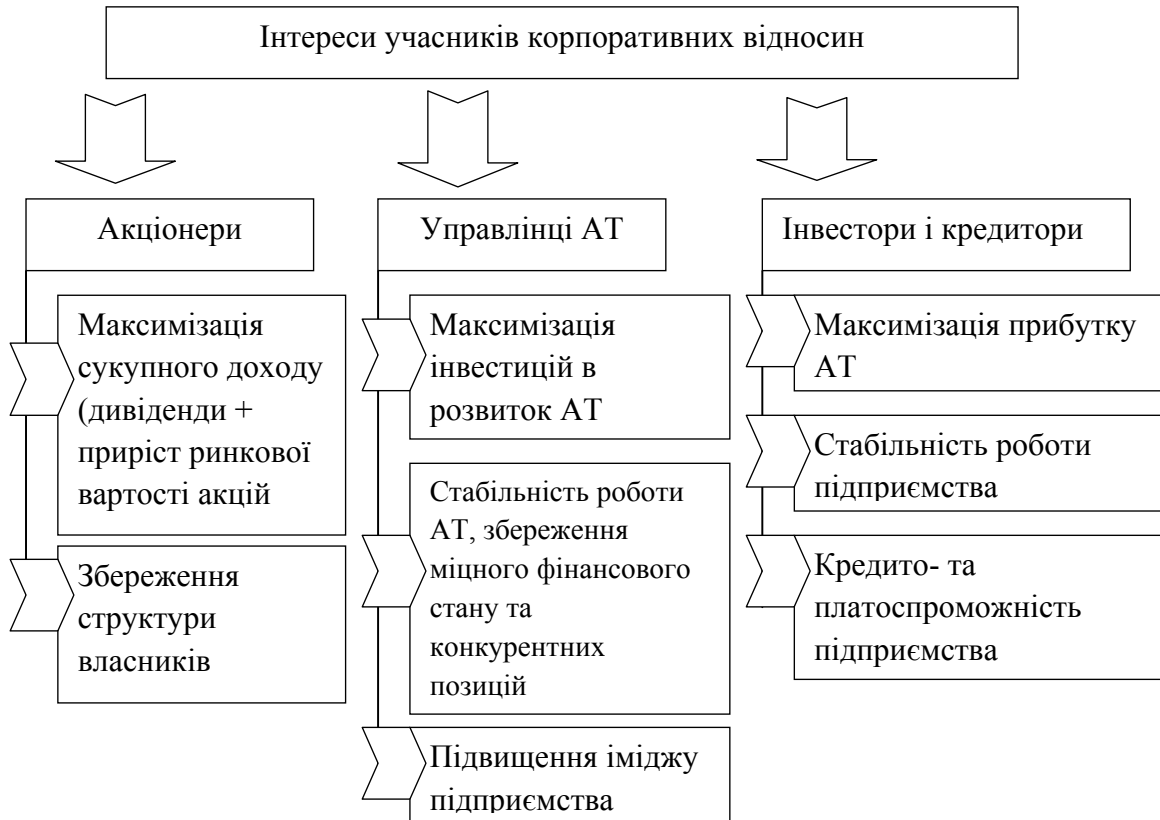 Інтереси учасників корпоративних відносин
Акціонери
Максимізація
сукупного доходу
(дивіденди +
приріст ринкової
вартості акцій
Збереження
структури
власників
Управлінці АТ
Максимізація
інвестицій в
розвиток АТ
Стабільність роботи
АТ, збереження
міцного фінансового
стану та
конкурентних
позицій
Підвищення іміджу
підприємства
Інвестори і кредитори
Максимізація прибутку
АТ
Стабільність роботи
підприємства
Кредито- та
платоспроможність
підприємства